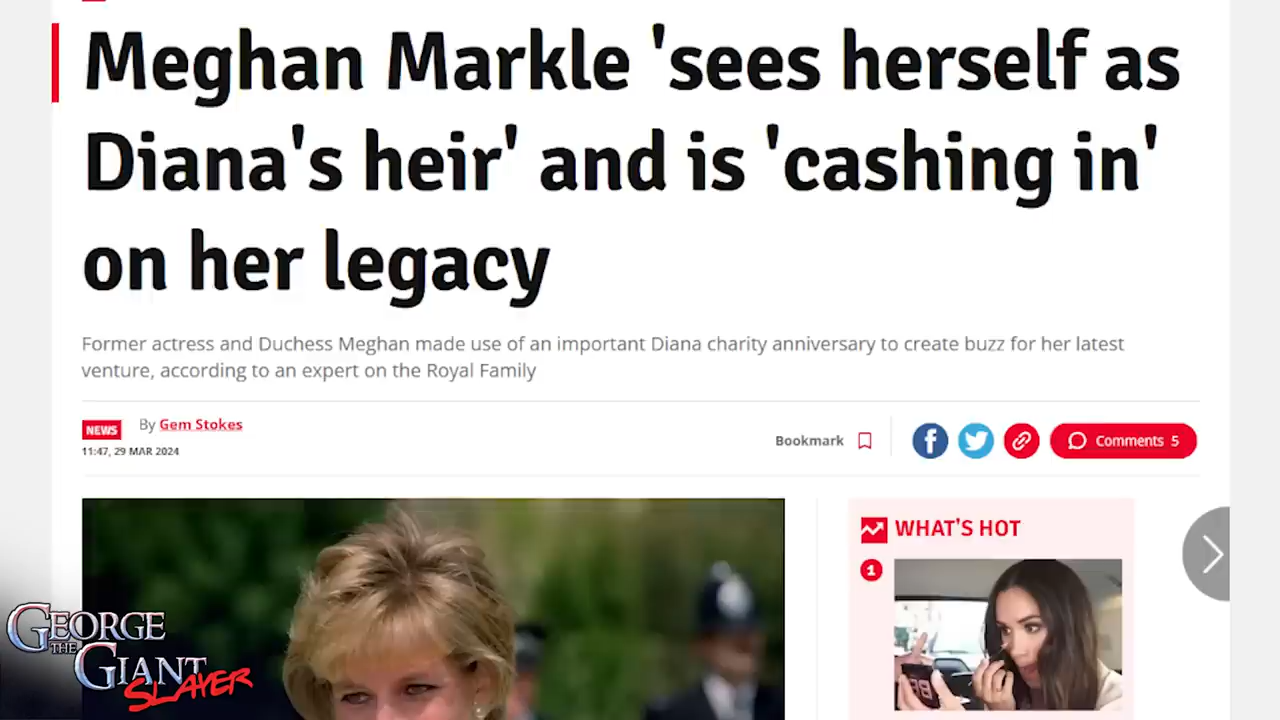 Meghan Markle 'sees herself as
Diana's heir' and is 'cashing in'
on her legacy
Former actress and Duchess Meghan made use of an important Diana charity anniversary to create buzz for her latest
venture, according to an expert on the Royal Family
NEWS
By Gem Stokes
11:47, 29 MAR 2024
Bookmark
Comments 5
WHAT'S HOT
1
GEORGE
THE
GIANT
SLAYER